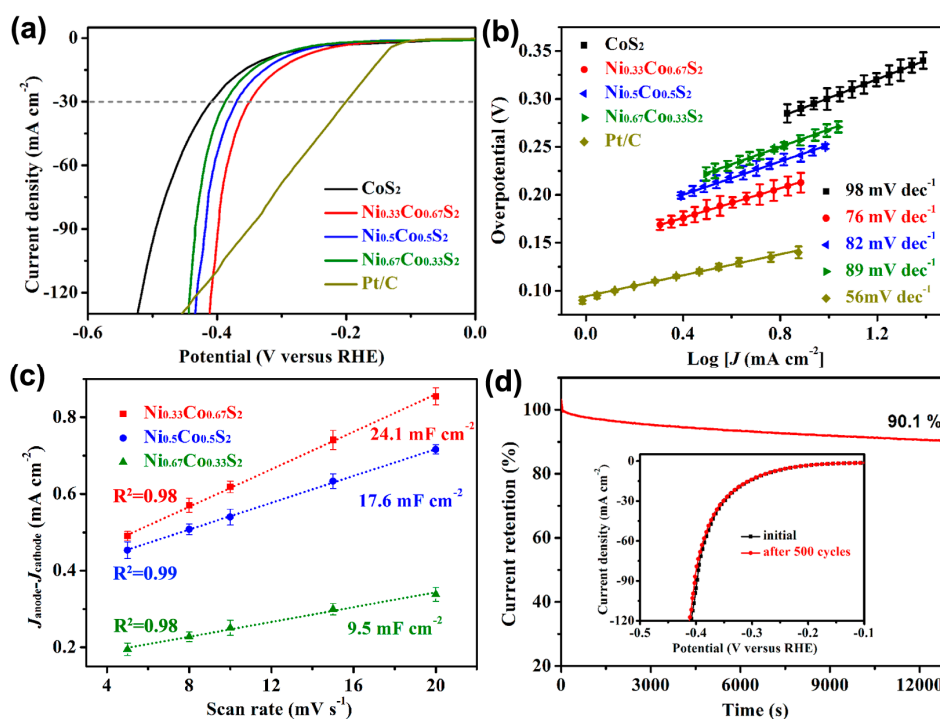 (a)
0
-30
-60
-90
-120
Current density (mA cm⁻²)
CoS₂
Ni₀.₃₃Co₀.₆₇S₂
Ni₀.₅Co₀.₅S₂
Ni₀.₆₇Co₀.₃₃S₂
Pt/C
-0.6 -0.4 -0.2 0.0
Potential (V versus RHE)
(b)
0.35
0.30
0.25
0.20
0.15
0.10
Overpotential (V)
CoS₂
Ni₀.₃₃Co₀.₆₇S₂
Ni₀.₅Co₀.₅S₂
Ni₀.₆₇Co₀.₃₃S₂
Pt/C
98 mV dec⁻¹
76 mV dec⁻¹
82 mV dec⁻¹
89 mV dec⁻¹
56mV dec⁻¹
0.0 0.4 0.8 1.2
Log [J (mA cm⁻²]
(c)
0.8
0.6
0.4
0.2
Janode-Jcathode (mA cm⁻²)
Ni₀.₃₃Co₀.₆₇S₂
Ni₀.₅Co₀.₅S₂
Ni₀.₆₇Co₀.₃₃S₂
24.1 mF cm⁻²
R²=0.98
17.6 mF cm⁻²
R²=0.99
R²=0.98
9.5 mF cm⁻²
4 8 12 16 20
Scan rate (mV s⁻¹)
(d)
100
80
60
40
20
Current retention (%)
90.1 %
0
-30
-60
-90
-120
Current density (mA cm⁻²)
initial
after 500 cycles
-0.5 -0.4 -0.3 -0.2 -0.1
Potential (V versus RHE)
0 3000 6000 9000 12000
Time (s)